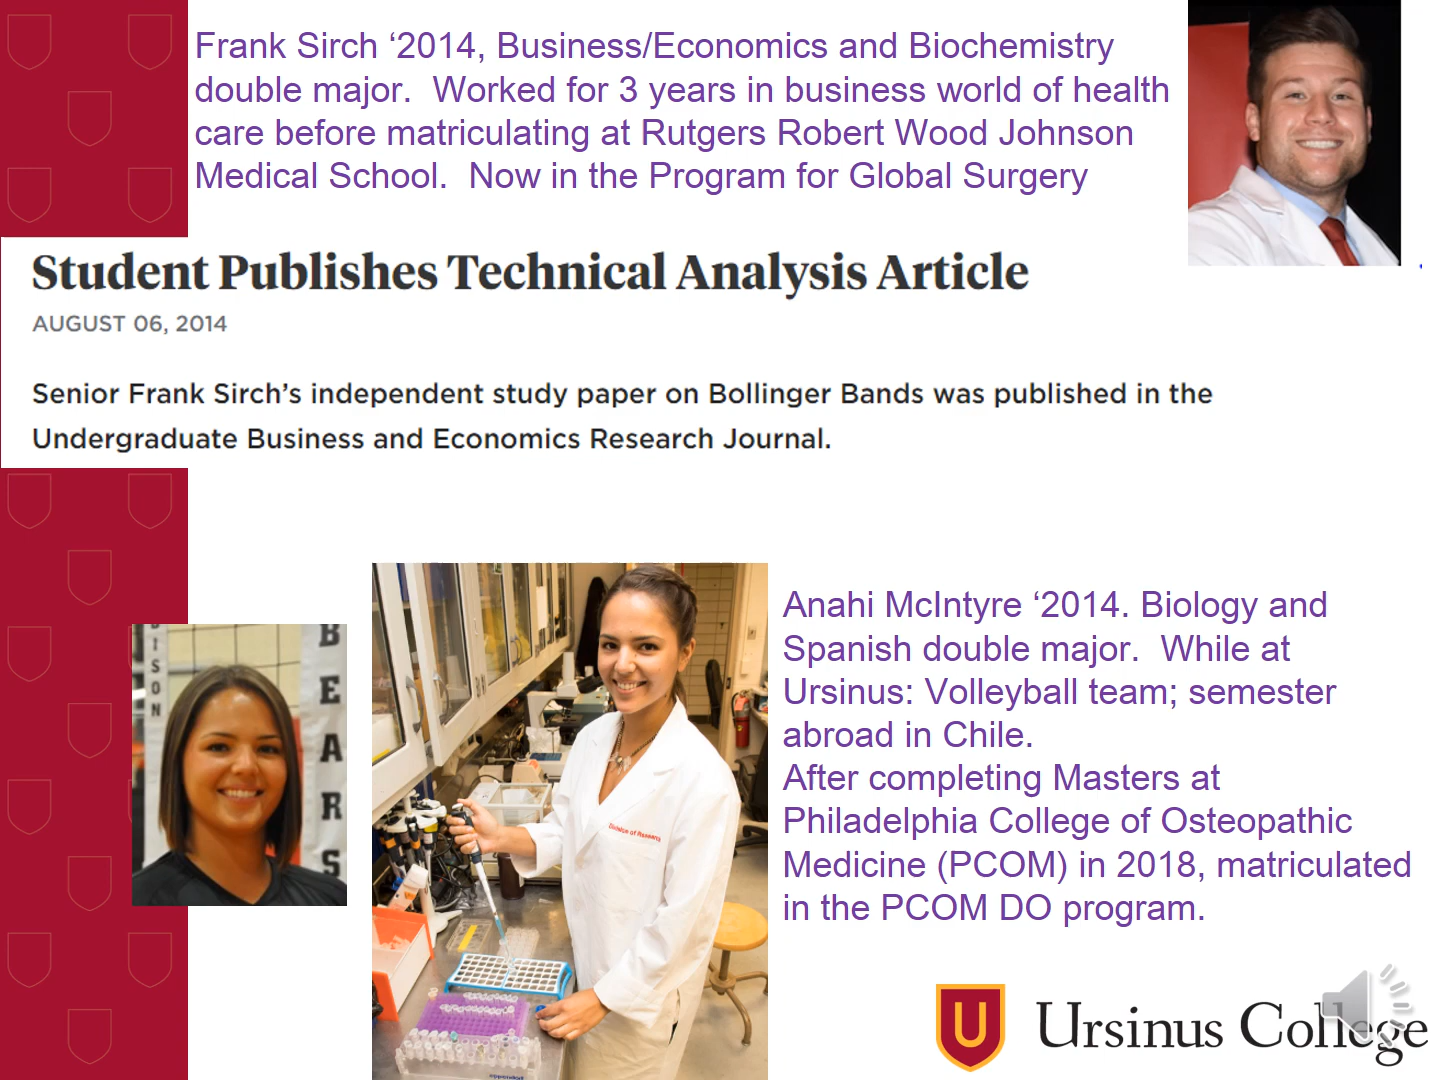 Frank Sirch ‘2014, Business/Economics and Biochemistry
double major.  Worked for 3 years in business world of health
care before matriculating at Rutgers Robert Wood Johnson
Medical School.  Now in the Program for Global Surgery
Student Publishes Technical Analysis Article
AUGUST 06, 2014
Senior Frank Sirch’s independent study paper on Bollinger Bands was published in the
Undergraduate Business and Economics Research Journal.
BEARS
Division of Research
Anahi McIntyre ‘2014. Biology and
Spanish double major.  While at
Ursinus: Volleyball team; semester
abroad in Chile.
After completing Masters at
Philadelphia College of Osteopathic
Medicine (PCOM) in 2018, matriculated
in the PCOM DO program.
eppendorf
U Ursinus College